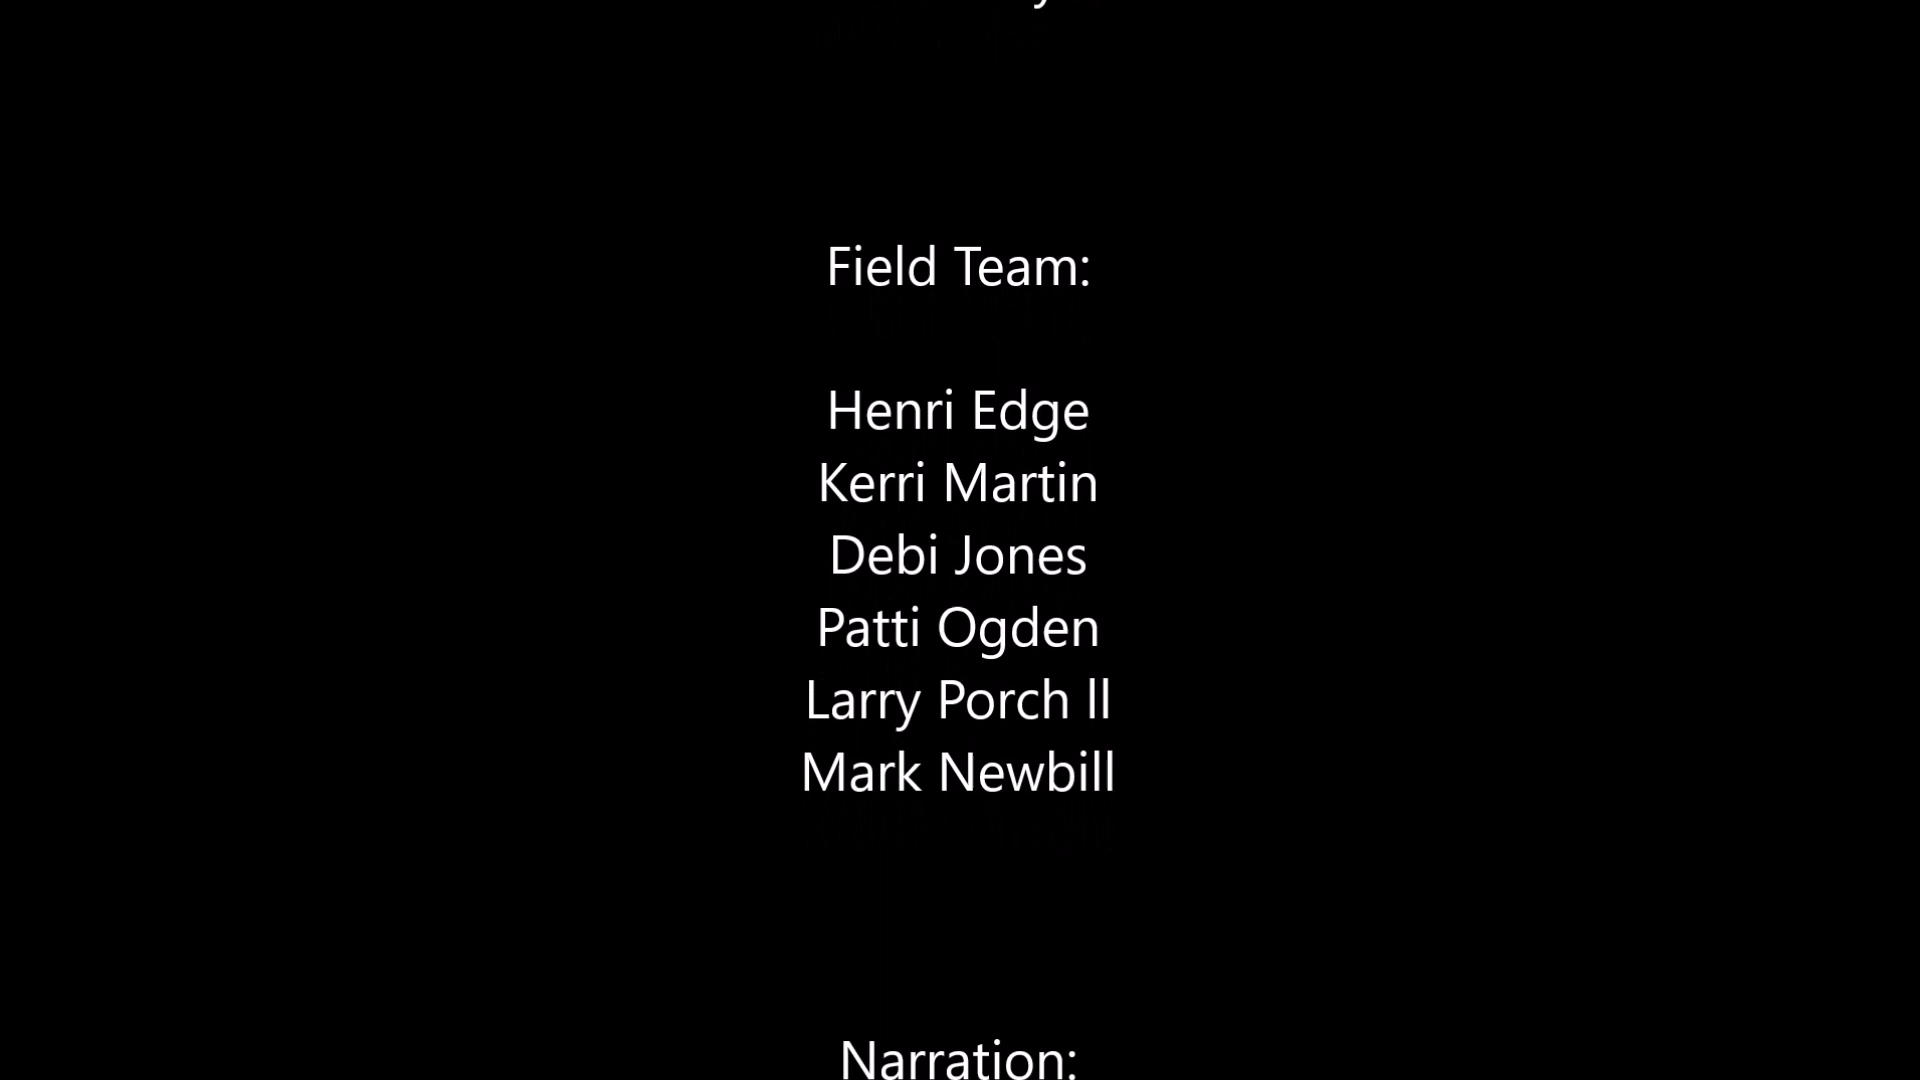 Field Team:
Henri Edge
Kerri Martin
Debi Jones
Patti Ogden
Larry Porch ll
Mark Newbill
Narration: